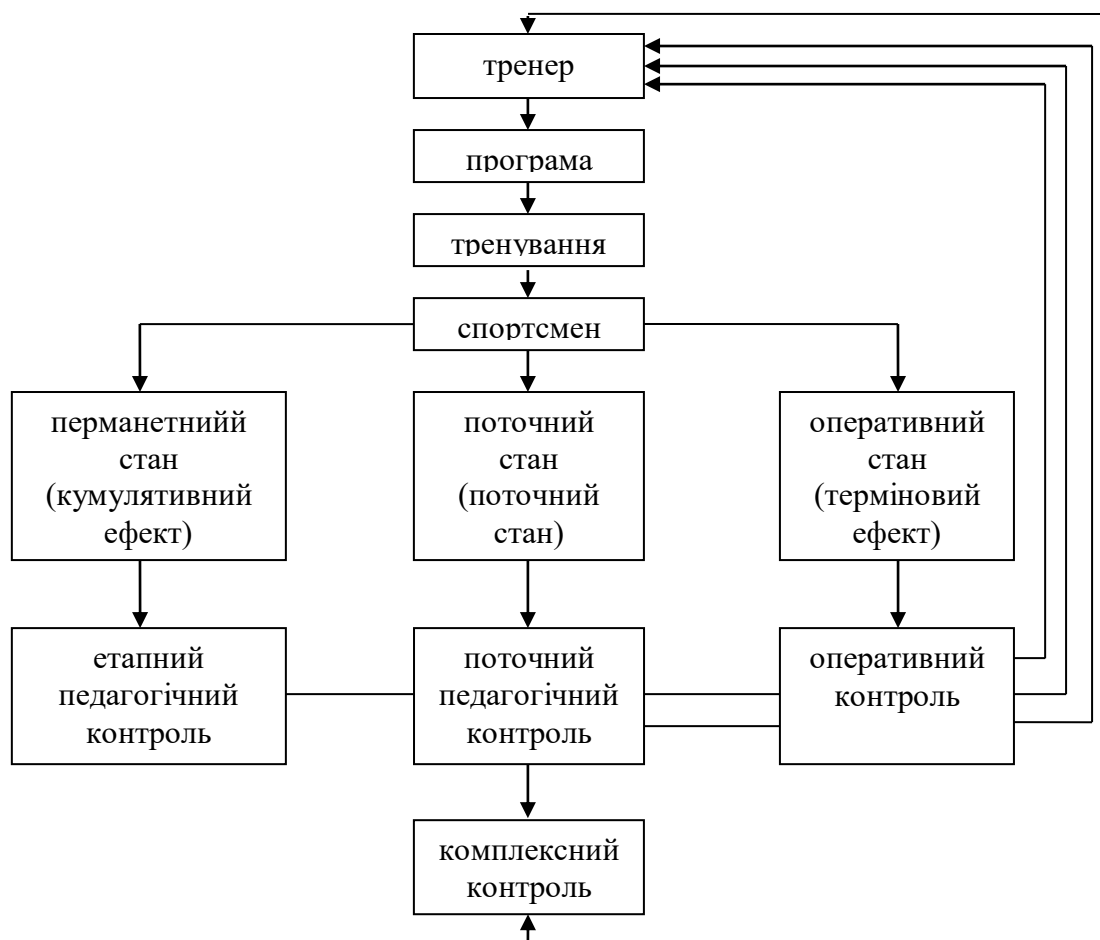 тренер
програма
тренування
спортсмен
перманетнийй
стан
(кумулятивний
ефект)
поточний
стан
(поточний
стан)
оперативний
стан
(терміновий
ефект)
етапний
педагогічний
контроль
поточний
педагогічний
контроль
оперативний
контроль
комплексний
контроль